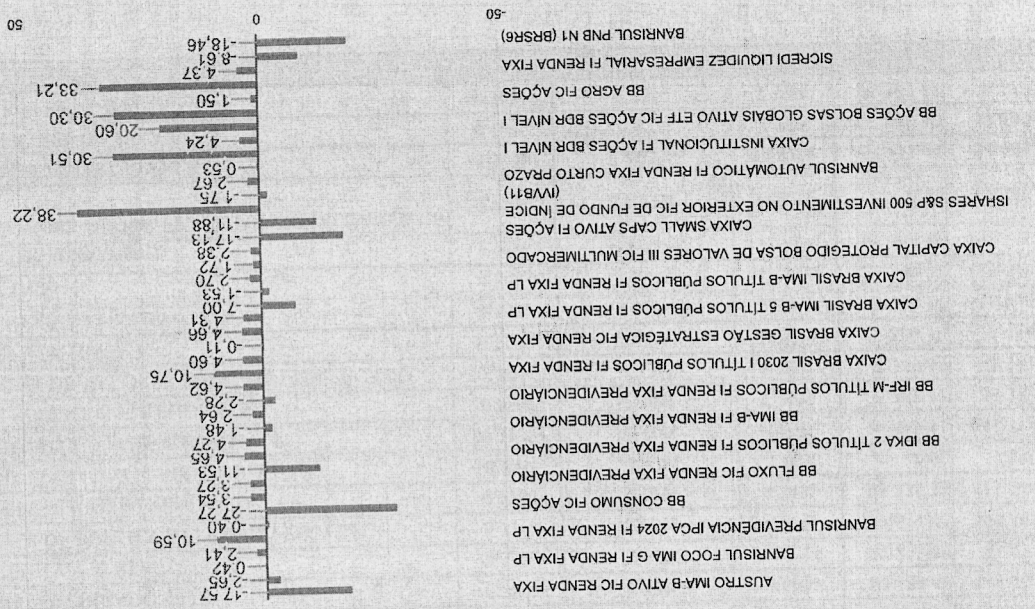 AUSTRO IMA-B ATIVO FIC RENDA FIXA
BANRISUL FOCO IMA G FI RENDA FIXA LP
BANRISUL PREVIDÊNCIA IPCA 2024 FI RENDA FIXA LP
BB CONSUMO FIC AÇÕES
BB FLUXO FIC RENDA FIXA PREVIDENCIÁRIO
BB IDKA 2 TÍTULOS PÚBLICOS FI RENDA FIXA PREVIDENCIÁRIO
BB IMA-B FI RENDA FIXA PREVIDENCIÁRIO
BB IRF-M TÍTULOS PÚBLICOS FI RENDA FIXA PREVIDENCIÁRIO
CAIXA BRASIL 2030 I TÍTULOS PÚBLICOS FI RENDA FIXA
CAIXA BRASIL GESTÃO ESTRATÉGICA FIC RENDA FIXA
CAIXA BRASIL IMA-B 5 TÍTULOS PÚBLICOS FI RENDA FIXA LP
CAIXA BRASIL IMA-B TÍTULOS PÚBLICOS FI RENDA FIXA LP
CAIXA CAPITAL PROTEGIDO BOLSA DE VALORES III FIC MULTIMERCADO
CAIXA SMALL CAPS ATIVO FI AÇÕES
ISHARES S&P 500 INVESTIMENTO NO EXTERIOR FIC DE FUNDO DE ÍNDICE
(IVVB11)
BANRISUL AUTOMÁTICO FI RENDA FIXA CURTO PRAZO
CAIXA INSTITUCIONAL FI AÇÕES BDR NÍVEL I
BB AÇÕES BOLSAS GLOBAIS ATIVO ETF FIC AÇÕES BDR NÍVEL I
BB AGRO FIC AÇÕES
SICREDI LIQUIDEZ EMPRESARIAL FI RENDA FIXA
BANRISUL PNB N1 (BRSR6)
-17,57
-2,65
0,42
2,41
10,59
-0,40
-27,27
3,54
3,27
-11,53
4,65
4,27
-1,48
2,64
-2,28
4,62
10,75
4,60
-0,11
4,66
4,31
-7,00
-1,53
2,70
1,72
2,38
-17,13
-11,88
38,22
-1,75
2,67
0,53
30,51
4,24
20,60
30,30
1,50
33,21
4,37
-8,61
-18,46
-50 0 50